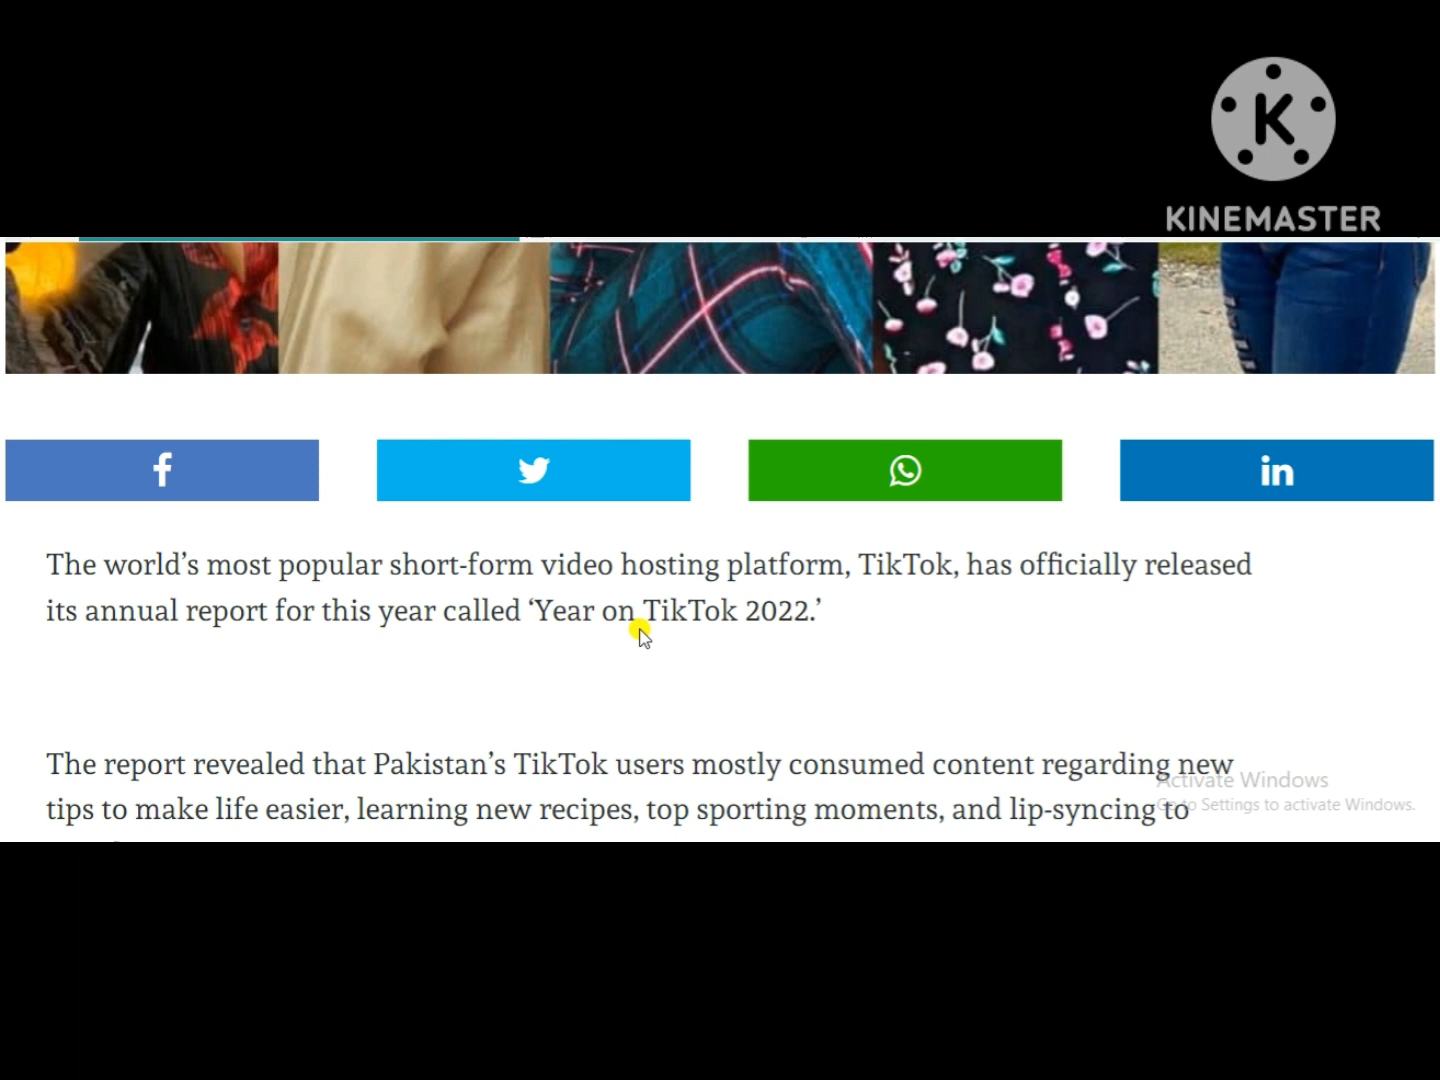 K
KINEMASTER
f
in
The world’s most popular short-form video hosting platform, TikTok, has officially released
its annual report for this year called ‘Year on TikTok 2022.’
The report revealed that Pakistan’s TikTok users mostly consumed content regarding new
Activate Windows
tips to make life easier, learning new recipes, top sporting moments, and lip-syncing to
Go to Settings to activate Windows.